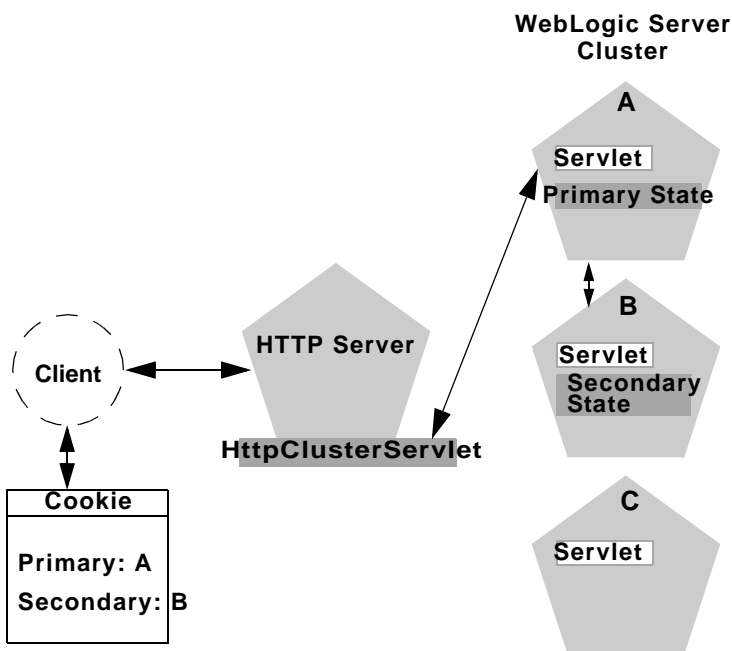 WebLogic Server
Cluster
A
Servlet
Primary State
B
Servlet
Secondary
State
C
Servlet
HTTP Server
HttpClusterServlet
Client
Cookie
Primary: A
Secondary: B